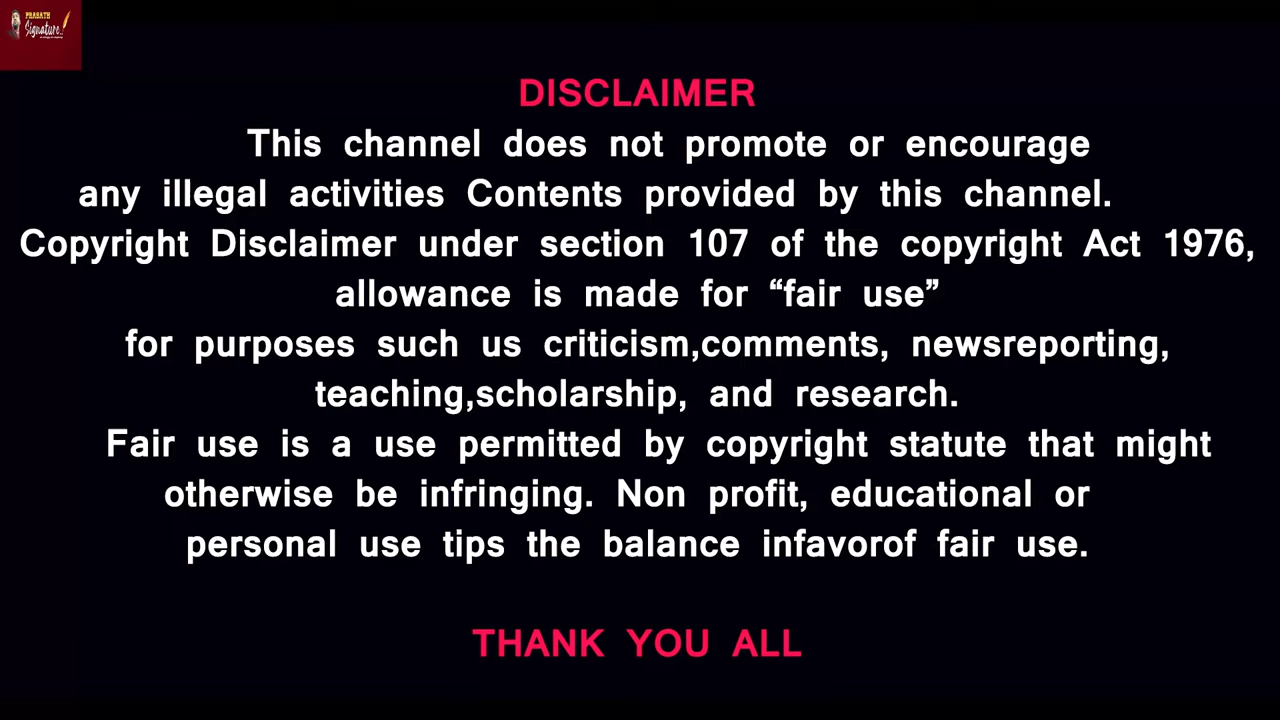 PRASATH
Signature!
DISCLAIMER
This channel does not promote or encourage
any illegal activities Contents provided by this channel.
Copyright Disclaimer under section 107 of the copyright Act 1976,
allowance is made for “fair use”
for purposes such us criticism,comments, newsreporting,
teaching,scholarship, and research.
Fair use is a use permitted by copyright statute that might
otherwise be infringing. Non profit, educational or
personal use tips the balance infavorof fair use.
THANK YOU ALL